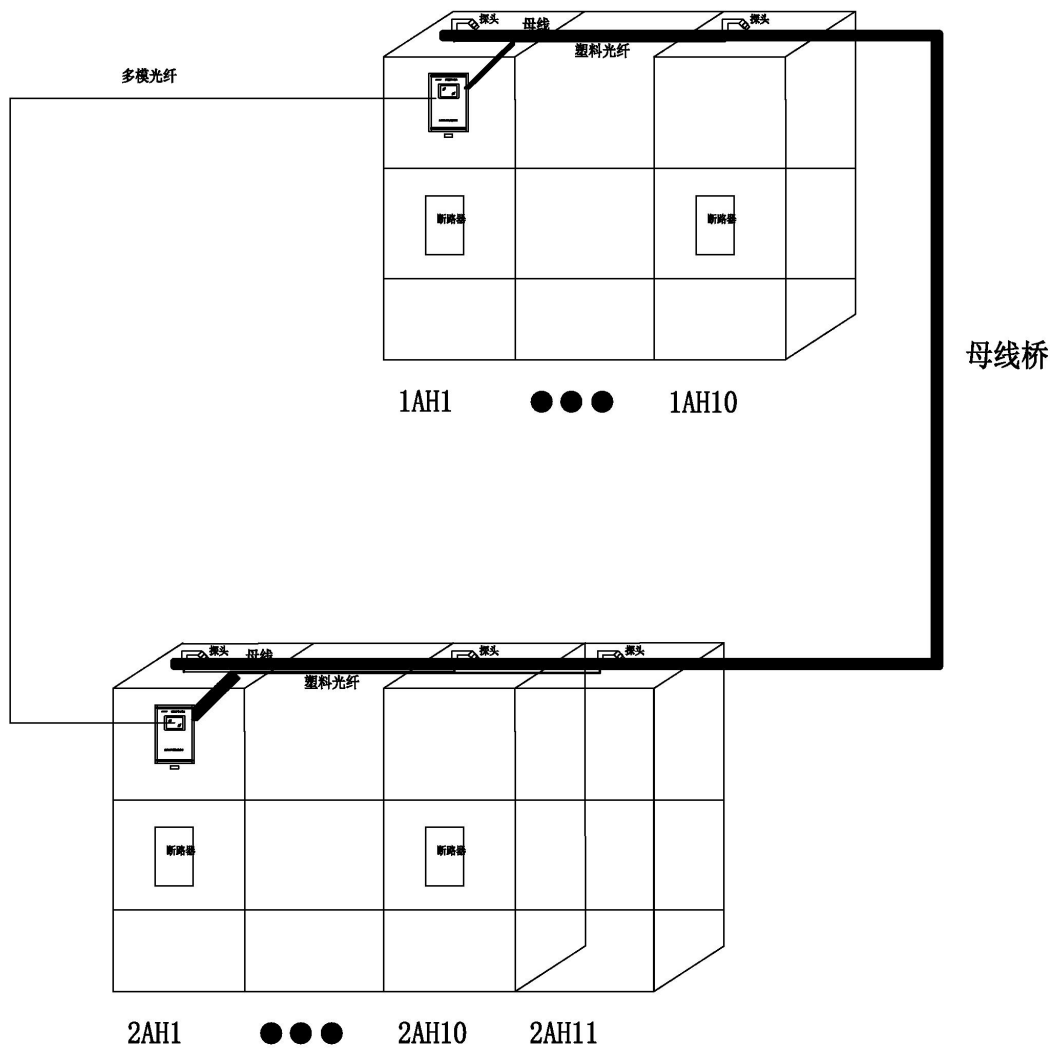 探头
母线
探头
塑料光纤
多模光纤
断路器
断路器
母线桥
1AH1
●●●
1AH10
探头
母线
探头
探头
塑料光纤
断路器
断路器
2AH1
●●●
2AH10
2AH11